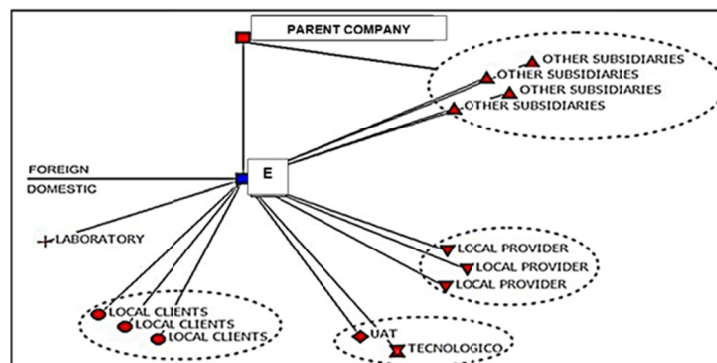 PARENT COMPANY
OTHER SUBSIDIARIES
OTHER SUBSIDIARIES
OTHER SUBSIDIARIES
OTHER SUBSIDIARIES
FOREIGN
E
DOMESTIC
LABORATORY
LOCAL PROVIDER
LOCAL PROVIDER
LOCAL PROVIDER
LOCAL CLIENTS
LOCAL CLIENTS
LOCAL CLIENTS
UAT
TECNOLOGICO